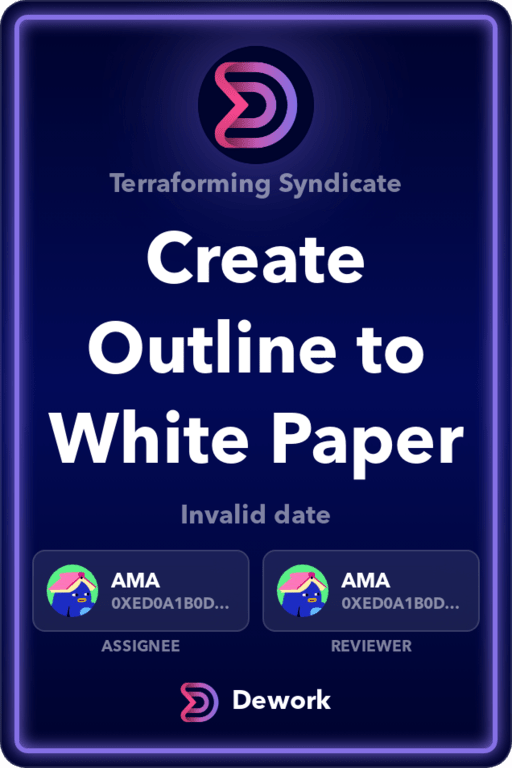 Terraforming Syndicate
Create
Outline to
White Paper
Invalid date
AMA
0XED0A1B0D...
ASSIGNEE
AMA
0XED0A1B0D...
REVIEWER
Dework